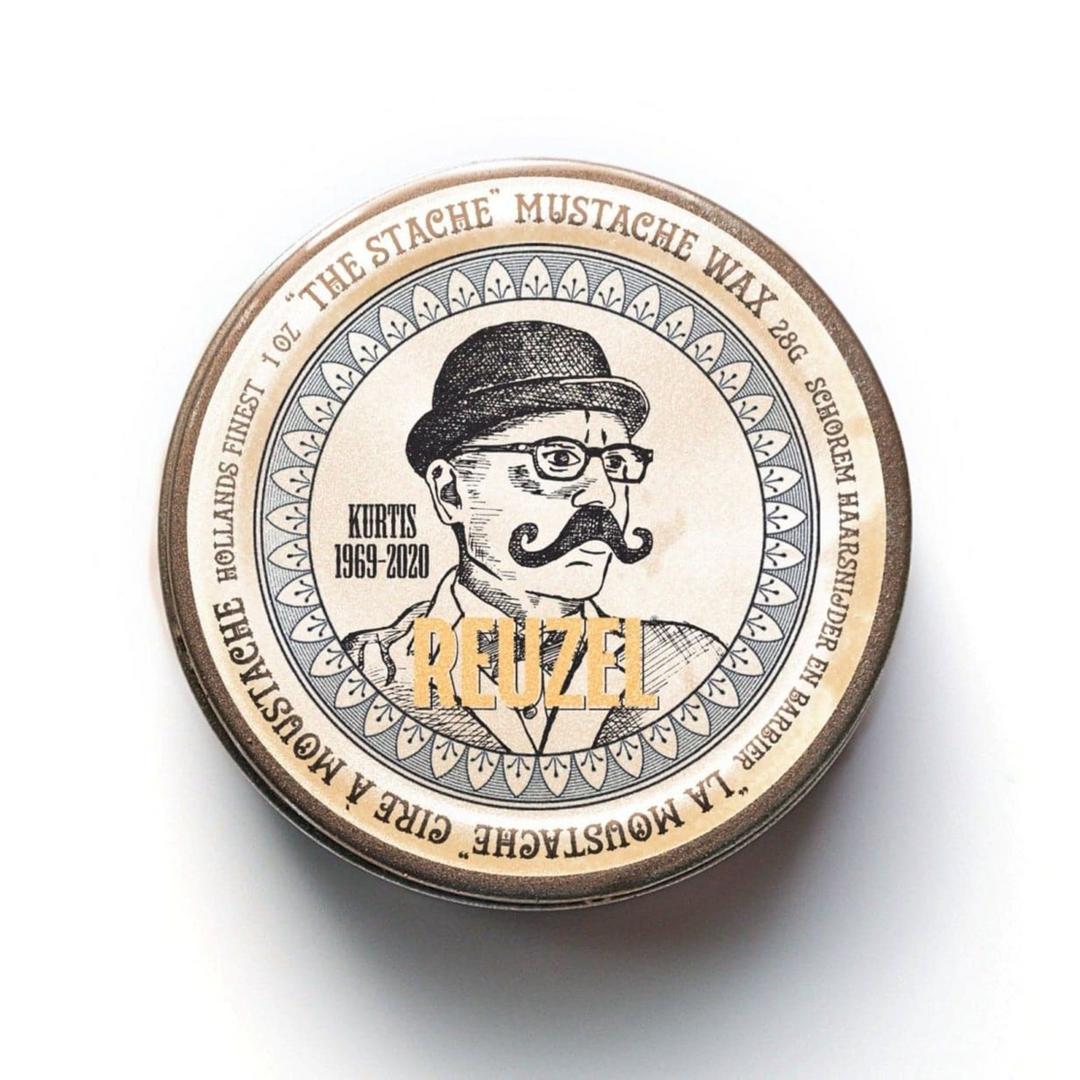 "THE STACHE" MUSTACHE WAX 28G SCHOREM HAARSNIJDER EN BARBIER "LA MOUSTACHE" CIRE À MOUSTACHE HOLLANDS FINEST 1 OZ
KURTIS
1969-2020
REUZEL